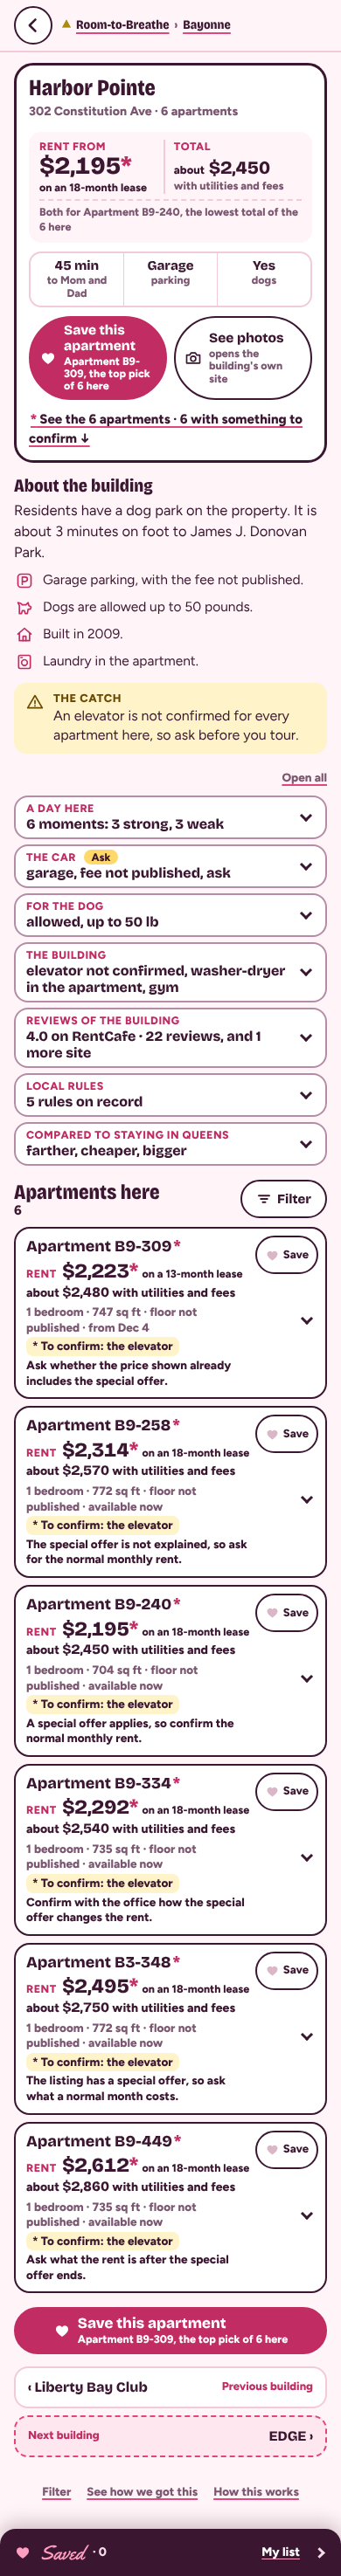 Room-to-Breathe › Bayonne
Harbor Pointe
302 Constitution Ave · 6 apartments
RENT FROM
$2,195*
on an 18-month lease
TOTAL
about $2,450
with utilities and fees
Both for Apartment B9-240, the lowest total of the
6 here
45 min
to Mom and
Dad
Garage
parking
Yes
dogs
Save this
apartment
Apartment B9-
309, the top pick
of 6 here
See photos
opens the
building's own
site
* See the 6 apartments · 6 with something to
confirm ↓
About the building
Residents have a dog park on the property. It is
about 3 minutes on foot to James J. Donovan
Park.
Garage parking, with the fee not published.
Dogs are allowed up to 50 pounds.
Built in 2009.
Laundry in the apartment.
THE CATCH
An elevator is not confirmed for every
apartment here, so ask before you tour.
Open all
A DAY HERE
6 moments: 3 strong, 3 weak
THE CAR Ask
garage, fee not published, ask
FOR THE DOG
allowed, up to 50 lb
THE BUILDING
elevator not confirmed, washer-dryer
in the apartment, gym
REVIEWS OF THE BUILDING
4.0 on RentCafe · 22 reviews, and 1
more site
LOCAL RULES
5 rules on record
COMPARED TO STAYING IN QUEENS
farther, cheaper, bigger
Apartments here
6
Filter
Apartment B9-309*
Save
RENT $2,223* on a 13-month lease
about $2,480 with utilities and fees
1 bedroom · 747 sq ft · floor not
published · from Dec 4
* To confirm: the elevator
Ask whether the price shown already
includes the special offer.
Apartment B9-258*
Save
RENT $2,314* on an 18-month lease
about $2,570 with utilities and fees
1 bedroom · 772 sq ft · floor not
published · available now
* To confirm: the elevator
The special offer is not explained, so ask
for the normal monthly rent.
Apartment B9-240*
Save
RENT $2,195* on an 18-month lease
about $2,450 with utilities and fees
1 bedroom · 704 sq ft · floor not
published · available now
* To confirm: the elevator
A special offer applies, so confirm the
normal monthly rent.
Apartment B9-334*
Save
RENT $2,292* on an 18-month lease
about $2,540 with utilities and fees
1 bedroom · 735 sq ft · floor not
published · available now
* To confirm: the elevator
Confirm with the office how the special
offer changes the rent.
Apartment B3-348*
Save
RENT $2,495* on an 18-month lease
about $2,750 with utilities and fees
1 bedroom · 772 sq ft · floor not
published · available now
* To confirm: the elevator
The listing has a special offer, so ask
what a normal month costs.
Apartment B9-449*
Save
RENT $2,612* on an 18-month lease
about $2,860 with utilities and fees
1 bedroom · 735 sq ft · floor not
published · available now
* To confirm: the elevator
Ask what the rent is after the special
offer ends.
Save this apartment
Apartment B9-309, the top pick of 6 here
‹ Liberty Bay Club Previous building
Next building EDGE ›
Filter See how we got this How this works
Saved · 0 My list